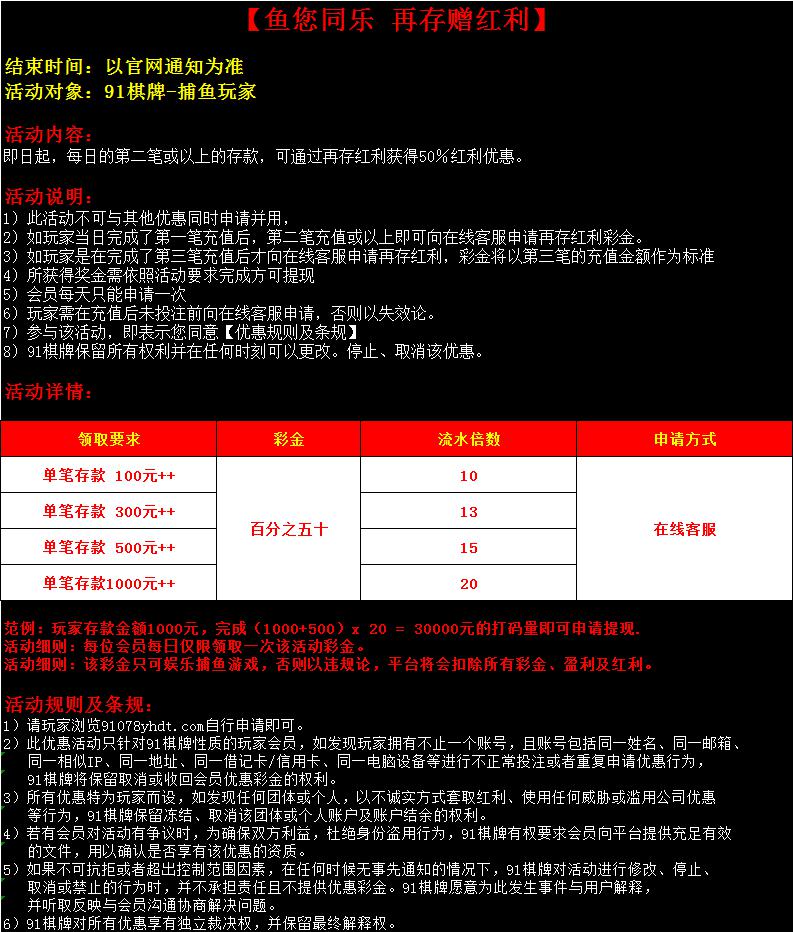 【鱼您同乐 再存赠红利】
结束时间：以官网通知为准
活动对象：91棋牌-捕鱼玩家
活动内容：
即日起，每日的第二笔或以上的存款，可通过再存红利获得50%红利优惠。
活动说明：
1）此活动不可与其他优惠同时申请并用，
2）如玩家当日完成了第一笔充值后，第二笔充值或以上即可向在线客服申请再存红利彩金。
3）如玩家是在完成了第三笔充值后才向在线客服申请再存红利，彩金将以第三笔的充值金额作为标准
4）所获得奖金需依照活动要求完成方可提现
5）会员每天只能申请一次
6）玩家需在充值后未投注前向在线客服申请，否则以失效论。
7）参与该活动，即表示您同意【优惠规则及条规】
8）91棋牌保留所有权利并在任何时刻可以更改。停止、取消该优惠。
活动详情：
领取要求 彩金 流水倍数 申请方式
单笔存款 100元++ 10
单笔存款 300元++ 13
百分之五十 在线客服
单笔存款 500元++ 15
单笔存款1000元++ 20
范例：玩家存款金额1000元，完成（1000+500）x 20 = 30000元的打码量即可申请提现.
活动细则：每位会员每日仅限领取一次该活动彩金。
活动细则：该彩金只可娱乐捕鱼游戏，否则以违规论，平台将会扣除所有彩金、盈利及红利。
活动规则及条规：
1）请玩家浏览91078yhdt.com自行申请即可。
2）此优惠活动只针对91棋牌性质的玩家会员，如发现玩家拥有不止一个账号，且账号包括同一姓名、同一邮箱、
同一相似IP、同一地址、同一借记卡/信用卡、同一电脑设备等进行不正常投注或者重复申请优惠行为，
91棋牌将保留取消或收回会员优惠彩金的权利。
3）所有优惠特为玩家而设，如发现任何团体或个人，以不诚实方式套取红利、使用任何威胁或滥用公司优惠
等行为，91棋牌保留冻结、取消该团体或个人账户及账户结余的权利。
4）若有会员对活动有争议时，为确保双方利益，杜绝身份盗用行为，91棋牌有权要求会员向平台提供充足有效
的文件，用以确认是否享有该优惠的资质。
5）如果不可抗拒或者超出控制范围因素，在任何时候无事先通知的情况下，91棋牌对活动进行修改、停止、
取消或禁止的行为时，并不承担责任且不提供优惠彩金。91棋牌愿意为此发生事件与用户解释，
并听取反映与会员沟通协商解决问题。
6）91棋牌对所有优惠享有独立裁决权，并保留最终解释权。